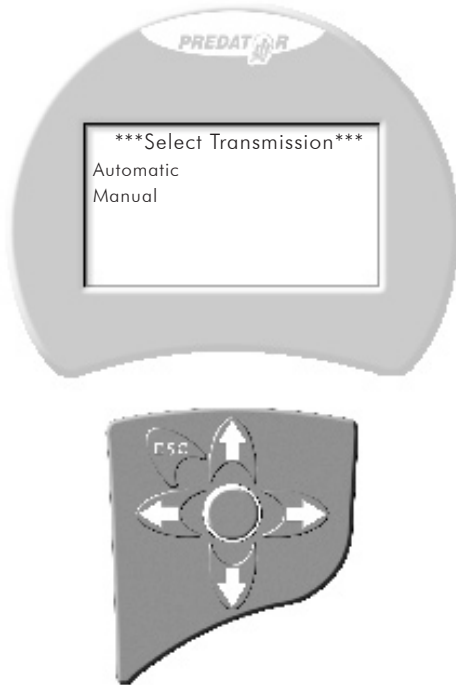 PREDATOR
***Select Transmission***
Automatic
Manual
ESC